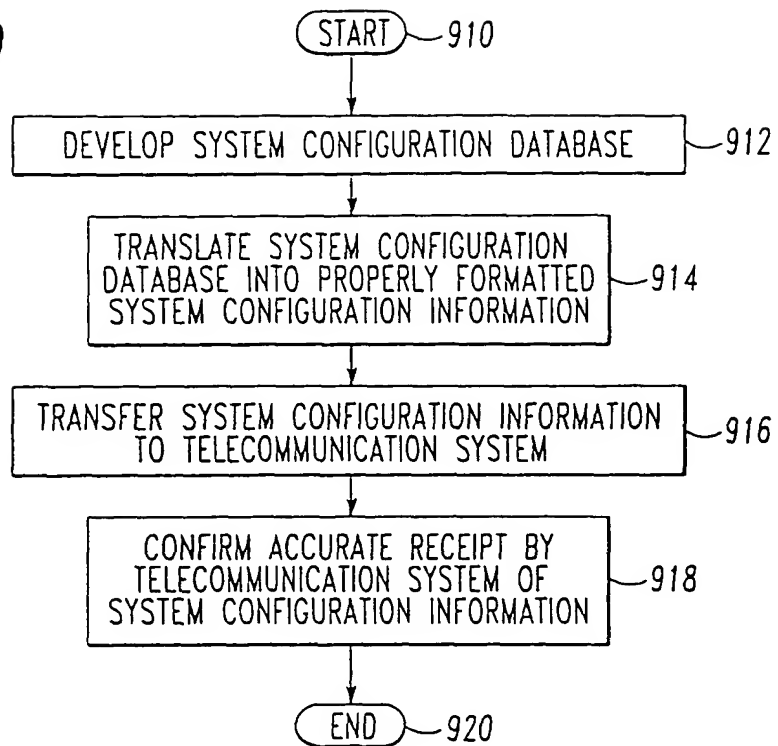 START 910
DEVELOP SYSTEM CONFIGURATION DATABASE 912
TRANSLATE SYSTEM CONFIGURATION
DATABASE INTO PROPERLY FORMATTED 914
SYSTEM CONFIGURATION INFORMATION
TRANSFER SYSTEM CONFIGURATION INFORMATION
TO TELECOMMUNICATION SYSTEM 916
CONFIRM ACCURATE RECEIPT BY
TELECOMMUNICATION SYSTEM OF 918
SYSTEM CONFIGURATION INFORMATION
END 920